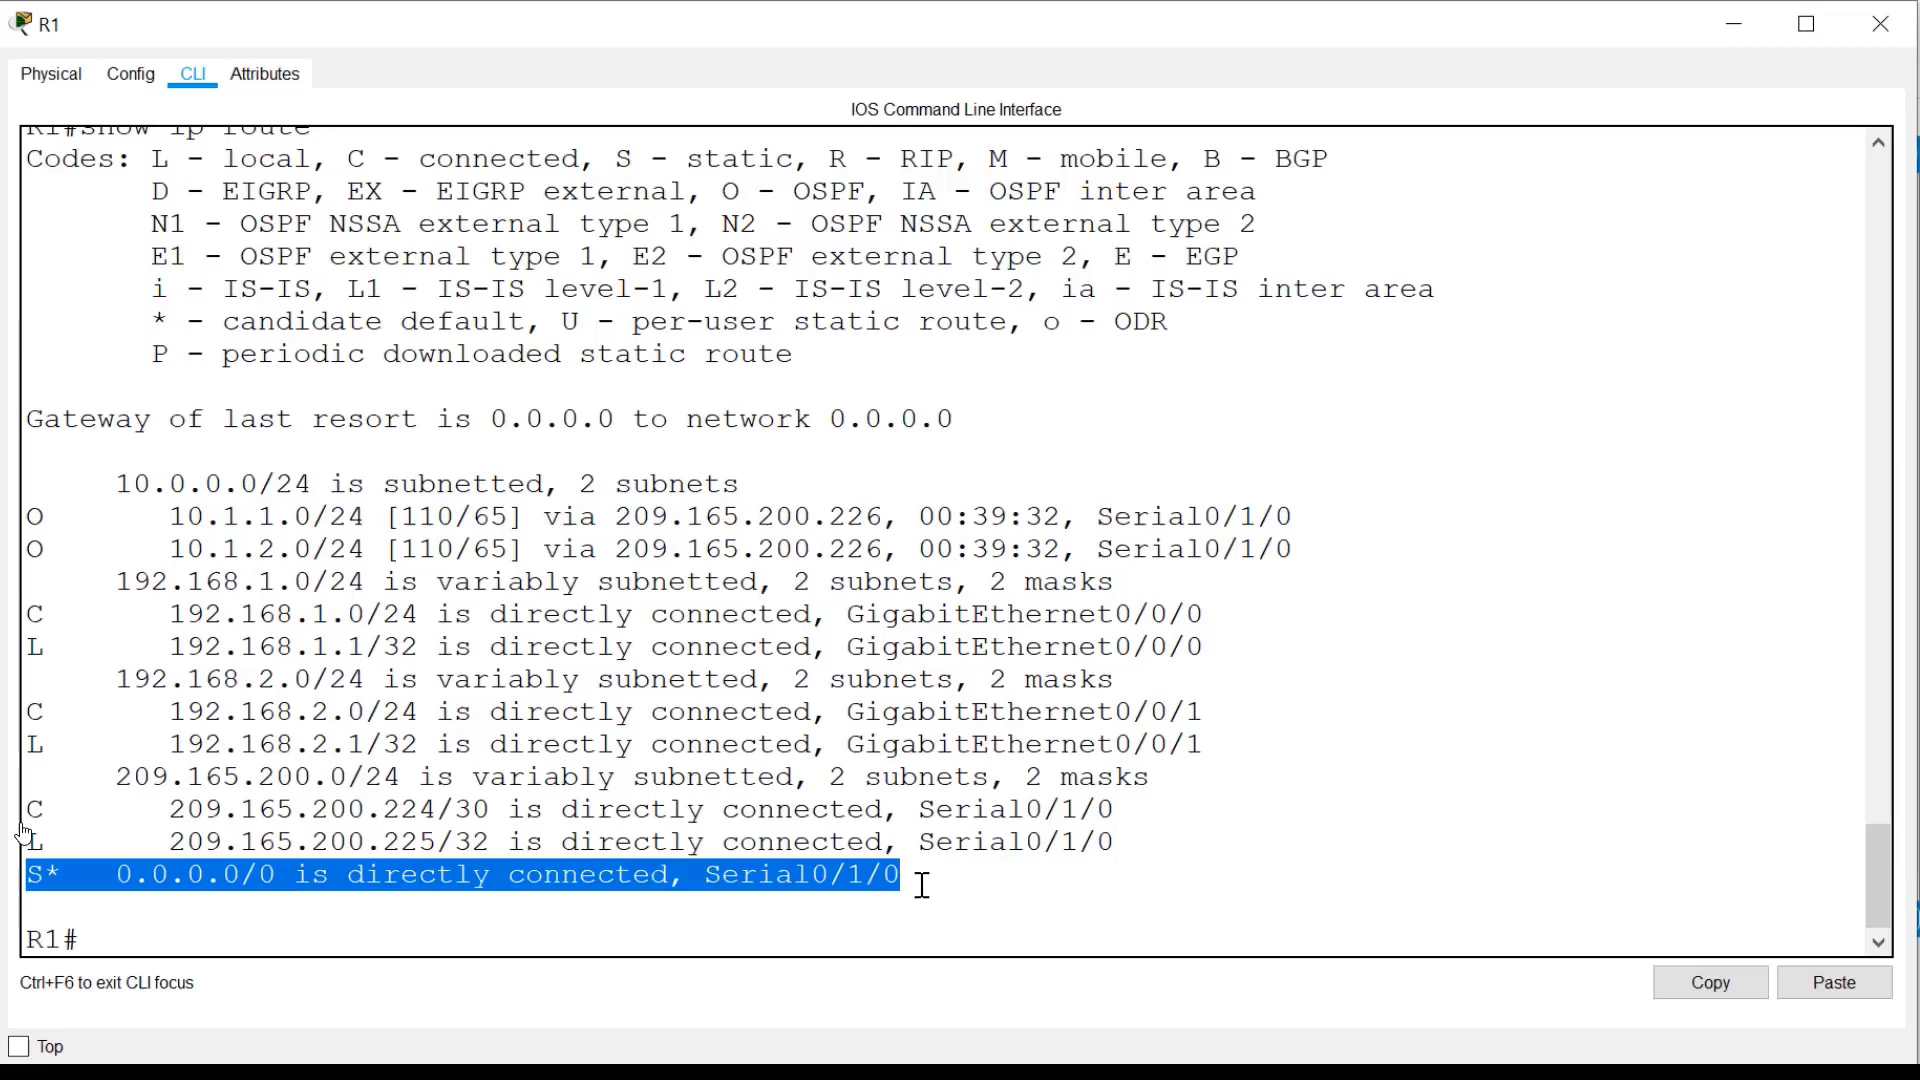 R1
Physical Config CLI Attributes
IOS Command Line Interface
R1#show ip route
Codes: L - local, C - connected, S - static, R - RIP, M - mobile, B - BGP
D - EIGRP, EX - EIGRP external, O - OSPF, IA - OSPF inter area
N1 - OSPF NSSA external type 1, N2 - OSPF NSSA external type 2
E1 - OSPF external type 1, E2 - OSPF external type 2, E - EGP
i - IS-IS, L1 - IS-IS level-1, L2 - IS-IS level-2, ia - IS-IS inter area
* - candidate default, U - per-user static route, o - ODR
P - periodic downloaded static route
Gateway of last resort is 0.0.0.0 to network 0.0.0.0
10.0.0.0/24 is subnetted, 2 subnets
O 10.1.1.0/24 [110/65] via 209.165.200.226, 00:39:32, Serial0/1/0
O 10.1.2.0/24 [110/65] via 209.165.200.226, 00:39:32, Serial0/1/0
192.168.1.0/24 is variably subnetted, 2 subnets, 2 masks
C 192.168.1.0/24 is directly connected, GigabitEthernet0/0/0
L 192.168.1.1/32 is directly connected, GigabitEthernet0/0/0
192.168.2.0/24 is variably subnetted, 2 subnets, 2 masks
C 192.168.2.0/24 is directly connected, GigabitEthernet0/0/1
L 192.168.2.1/32 is directly connected, GigabitEthernet0/0/1
209.165.200.0/24 is variably subnetted, 2 subnets, 2 masks
C 209.165.200.224/30 is directly connected, Serial0/1/0
L 209.165.200.225/32 is directly connected, Serial0/1/0
S* 0.0.0.0/0 is directly connected, Serial0/1/0
R1#
Ctrl+F6 to exit CLI focus
Copy Paste
Top